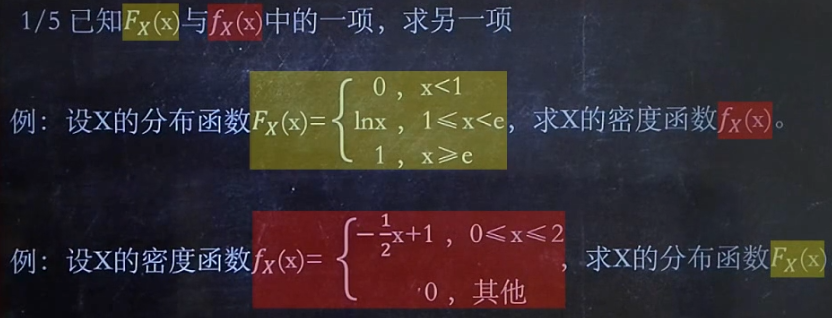 1/5 已知F_X(x)与f_X(x)中的一项，求另一项
例：设X的分布函数F_X(x)={ 0 , x<1
lnx , 1⩽x<e, 求X的密度函数f_X(x)。
1 , x⩾e
例：设X的密度函数f_X(x)={ -1/2x+1 , 0⩽x⩽2
0 , 其他 , 求X的分布函数F_X(x)